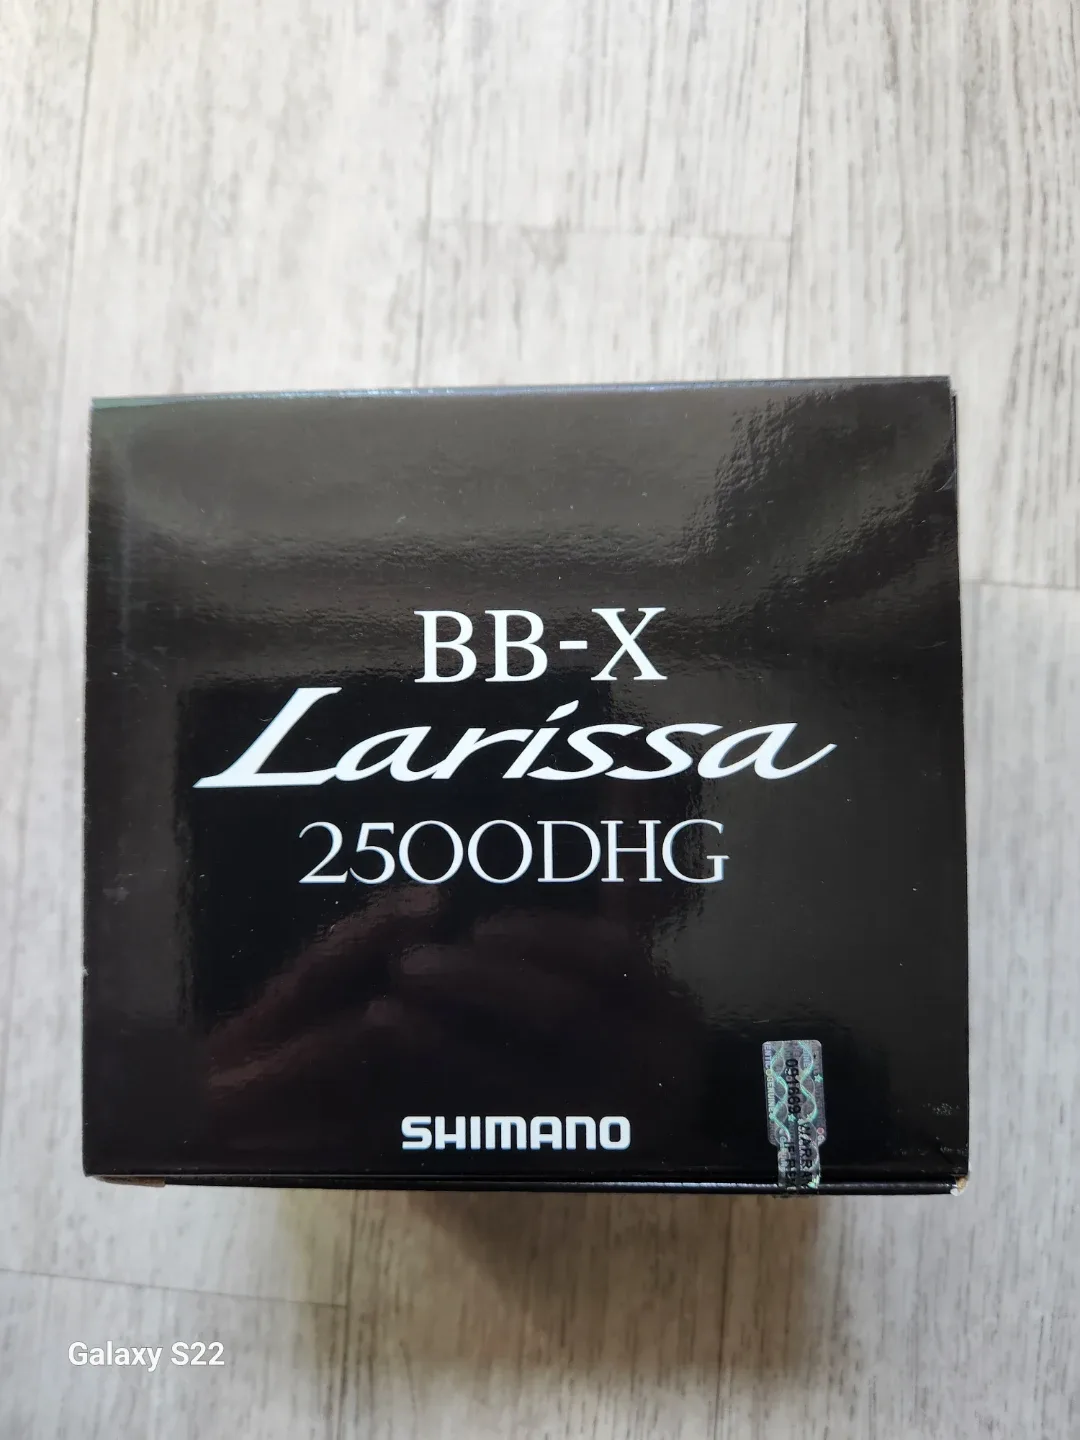 BB-X
Larissa
2500DHG
SHIMANO
Galaxy S22